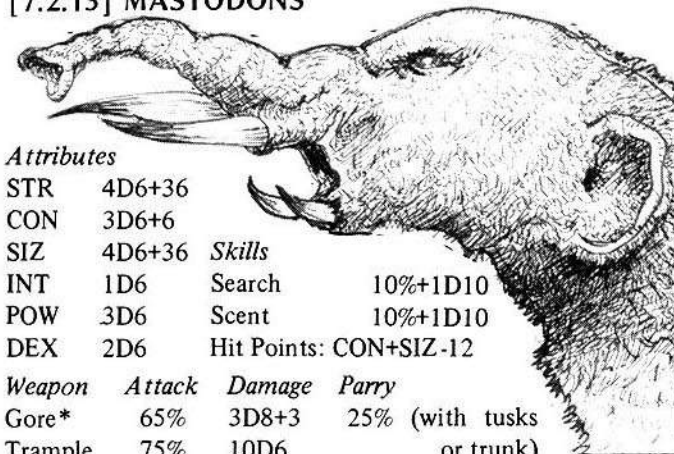 [7.2.13] MASTODONS
Attributes
STR 4D6+36
CON 3D6+6
SIZ 4D6+36 Skills
INT 1D6 Search 10%+1D10
POW 3D6 Scent 10%+1D10
DEX 2D6 Hit Points: CON+SIZ-12
Weapon Attack Damage Parry
Gore* 65% 3D8+3 25% (with tusks
Trample 75% 10D6 or trunk)